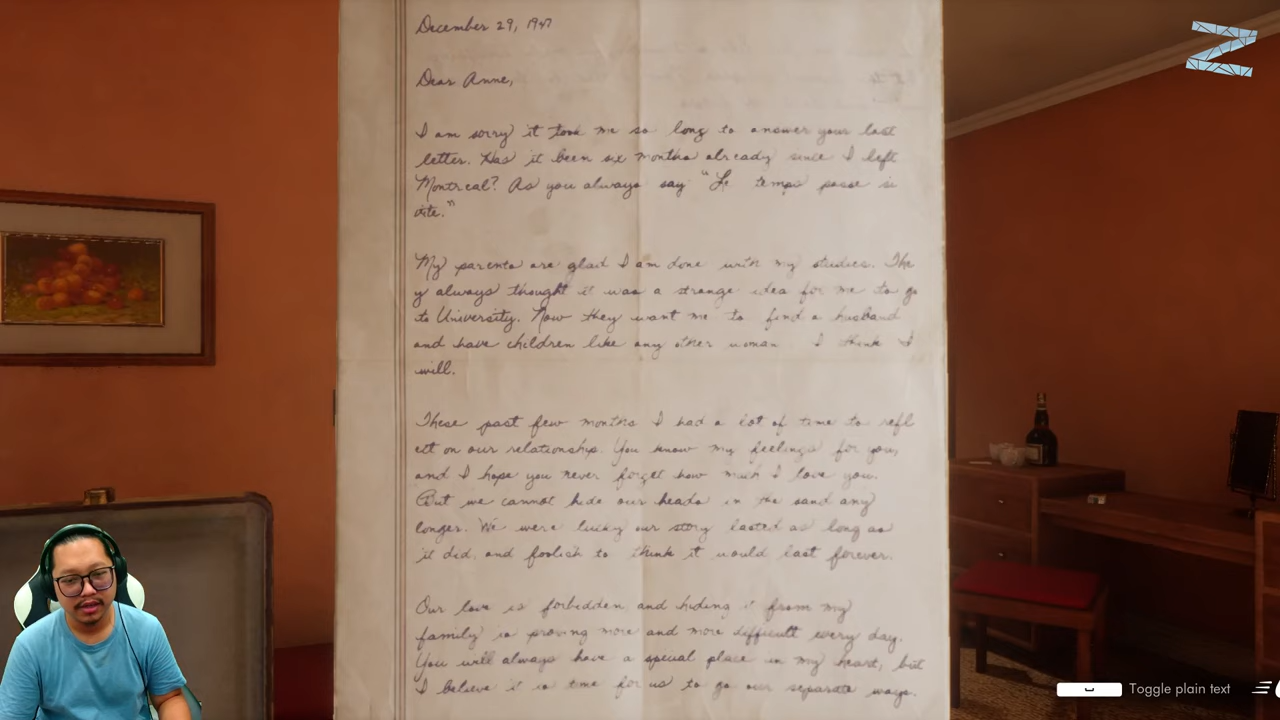 December 29, 1947
Dear Anne,
I am sorry it took me so long to answer your last
letter. Has it been six months already since I left
Montreal? As you always say "Le temps passe si
vite."
My parents are glad I am done with my studies. The
y always thought it was a strange idea for me to go
to University. Now they want me to find a husband
and have children like any other woman I think I
will.
These past few months I had a lot of time to refl
ect on our relationship. You know my feelings for you,
and I hope you never forget how much I love you.
But we cannot hide our heads in the sand any
longer. We were lucky our story lasted as long as
it did, and foolish to think it would last forever.
Our love is forbidden and hiding it from my
family is proving more and more difficult every day.
You will always have a special place in my heart, but
I believe it is time for us to go our separate ways.
Toggle plain text